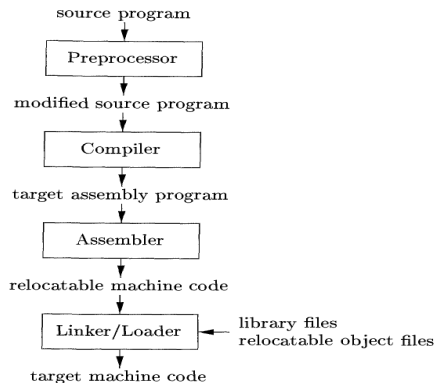 source program
Preprocessor
modified source program
Compiler
target assembly program
Assembler
relocatable machine code
Linker/Loader
library files
relocatable object files
target machine code